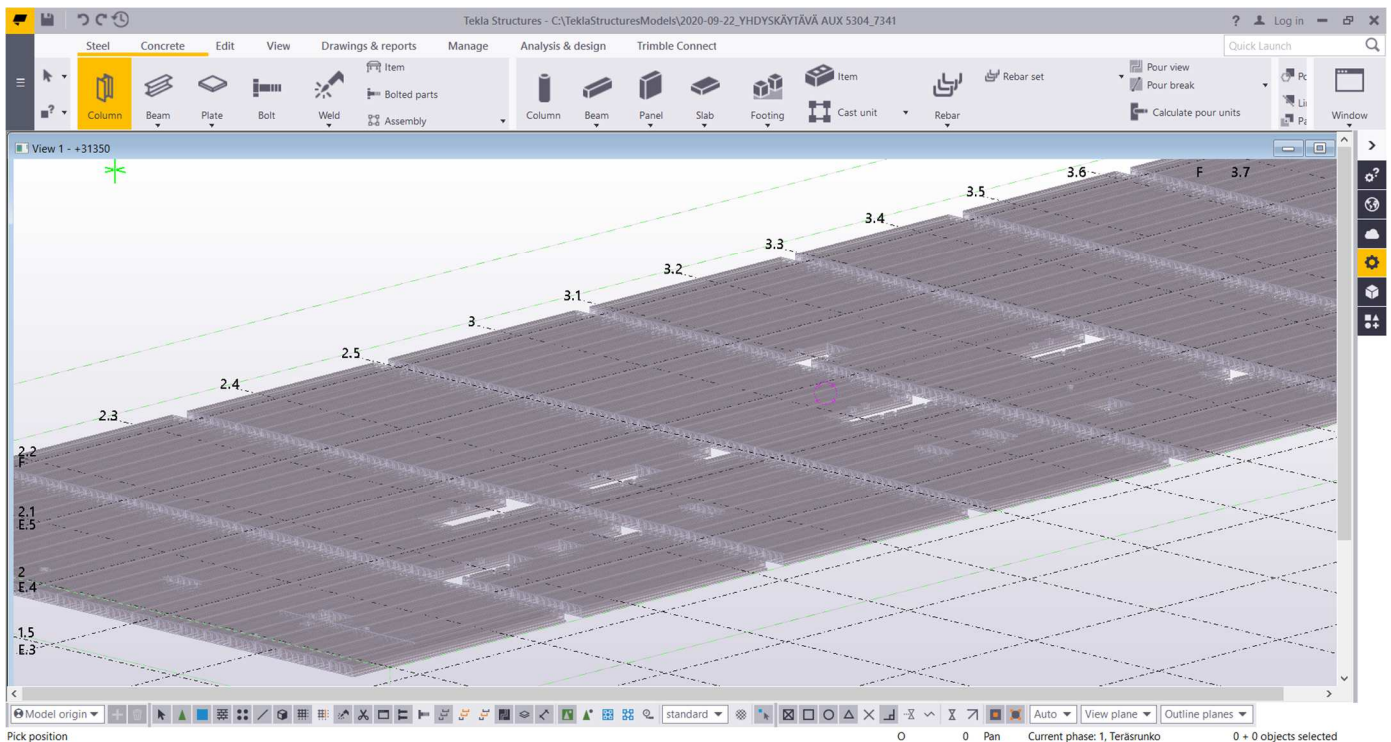 Tekla Structures - C:\TeklaStructuresModels\2020-09-22_YHDYSKÄYTÄVÄ AUX 5304_7341
? Log in
Steel Concrete Edit View Drawings & reports Manage Analysis & design Trimble Connect Quick Launch
Item
Bolted parts
Assembly
Column Beam Plate Bolt Weld
Item
Cast unit
Column Beam Panel Slab Footing
Rebar set
Rebar
Pour view
Pour break
Calculate pour units
Window
View 1 - +31350
3.6 F 3.7
3.5
3.4
3.3
3.2
3.1
3
2.5
2.4
2.3
2.2
F
2.1
E.5
2
E.4
1.5
E.3
Model origin standard Auto View plane Outline planes
Pick position O 0 Pan Current phase: 1, Teräsrunko 0 + 0 objects selected